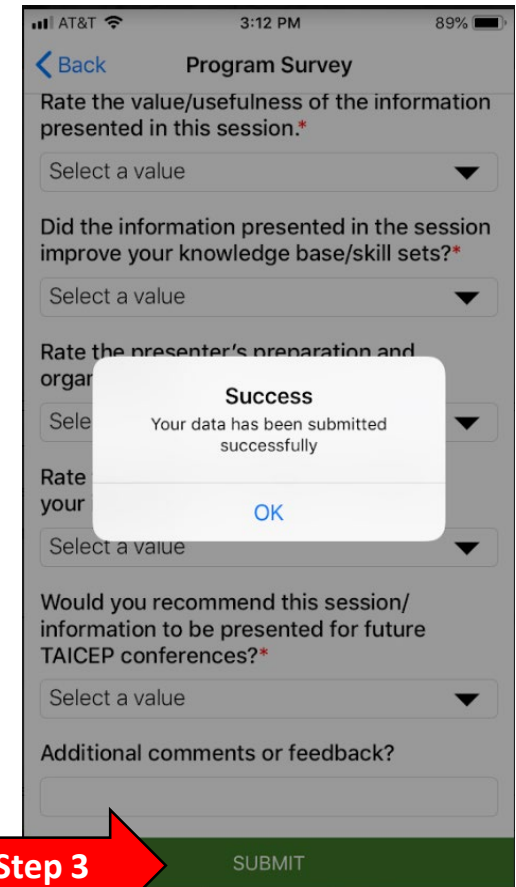 AT&T 3:12 PM 89%
Back Program Survey
Rate the value/usefulness of the information
presented in this session.*
Select a value
Did the information presented in the session
improve your knowledge base/skill sets?*
Select a value
Rate the presenter's preparation and
organ
Sele
Success
Your data has been submitted
successfully
OK
Rate
your
Select a value
Would you recommend this session/
information to be presented for future
TAICEP conferences?*
Select a value
Additional comments or feedback?
Step 3
SUBMIT